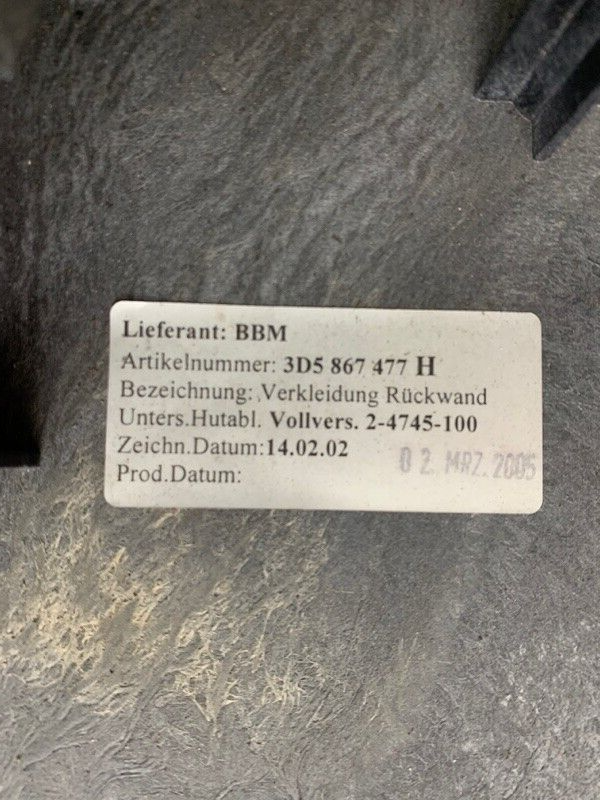 Lieferant: BBM
Artikelnummer: 3D5 867 477 H
Bezeichnung: Verkleidung Rückwand
Unters.Hutabl. Vollvers. 2-4745-100
Zeichn.Datum:14.02.02
Prod.Datum:
02. MRZ. 2005